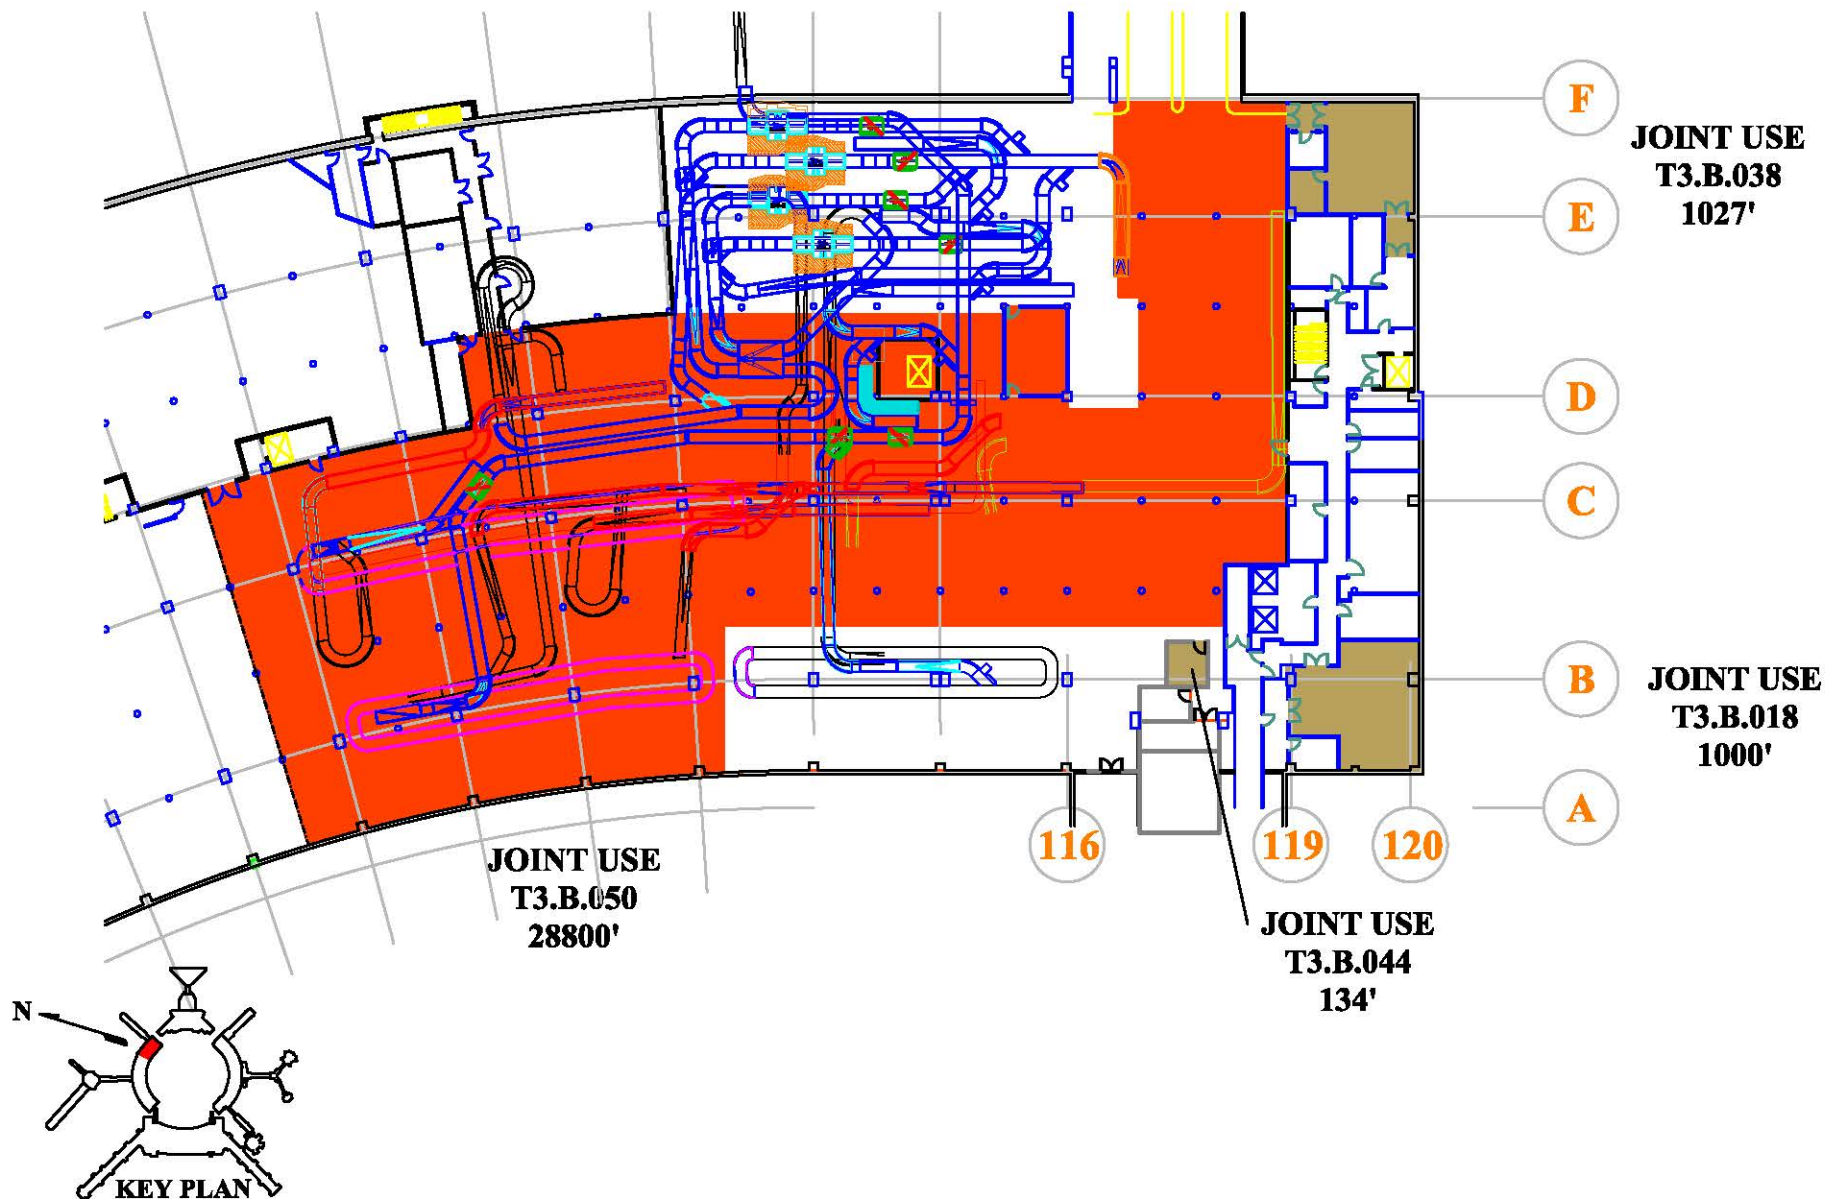 F
JOINT USE
T3.B.038
1027'
E
D
C
B
JOINT USE
T3.B.018
1000'
A
116
119
120
JOINT USE
T3.B.050
28800'
JOINT USE
T3.B.044
134'
N
KEY PLAN